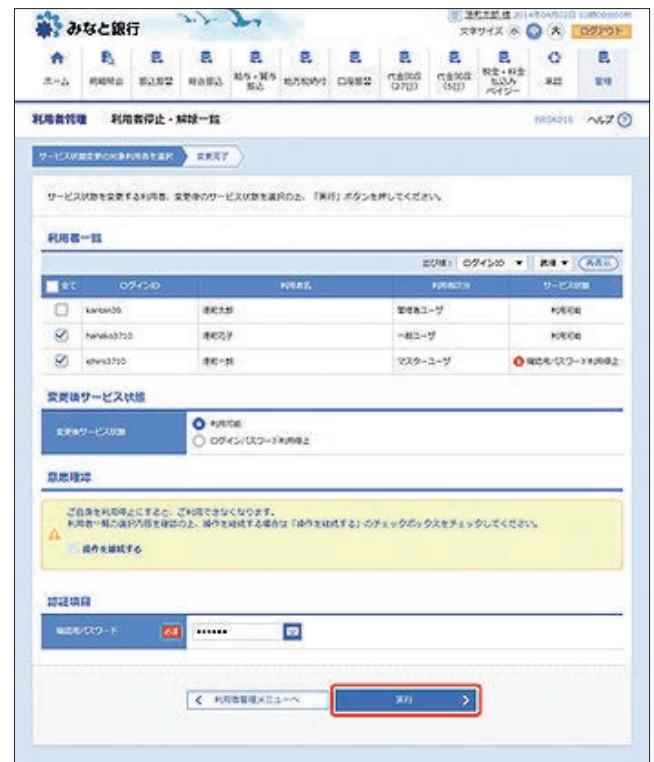 みなと銀行
文字サイズ 小 大 ログアウト
ホーム 振込振替 総合振込 給与・賞与振込 地方税納付 口座振替 代金回収(2方目) 税金・料金払込みペイジー 承認 管理
利用者管理 利用者停止・解除一覧 ヘルプ
サービス状態変更の対象利用者を選択 変更完了
サービス状態を変更する利用者、変更後のサービス状態を選択の上、「実行」ボタンを押してください。
利用者一覧
並び順： ログインID 昇順 再表示
全て ログインID 利用者名 利用者区分 サービス状態
管理者ユーザ 利用可能
hanako3710 港町花子 一般ユーザ 利用可能
ichiro3710 港町一郎 マスターユーザ 確認用パスワード利用停止
変更後サービス状態
変更後サービス状態 利用可能
ログインパスワード利用停止
意思確認
ご自身を利用停止にすると、ご利用できなくなります。
利用者一覧の選択内容を確認の上、操作を継続する場合は「操作を継続する」のチェックボックスをチェックしてください。
操作を継続する
認証項目
確認用パスワード 必須
利用者管理メニューへ 実行